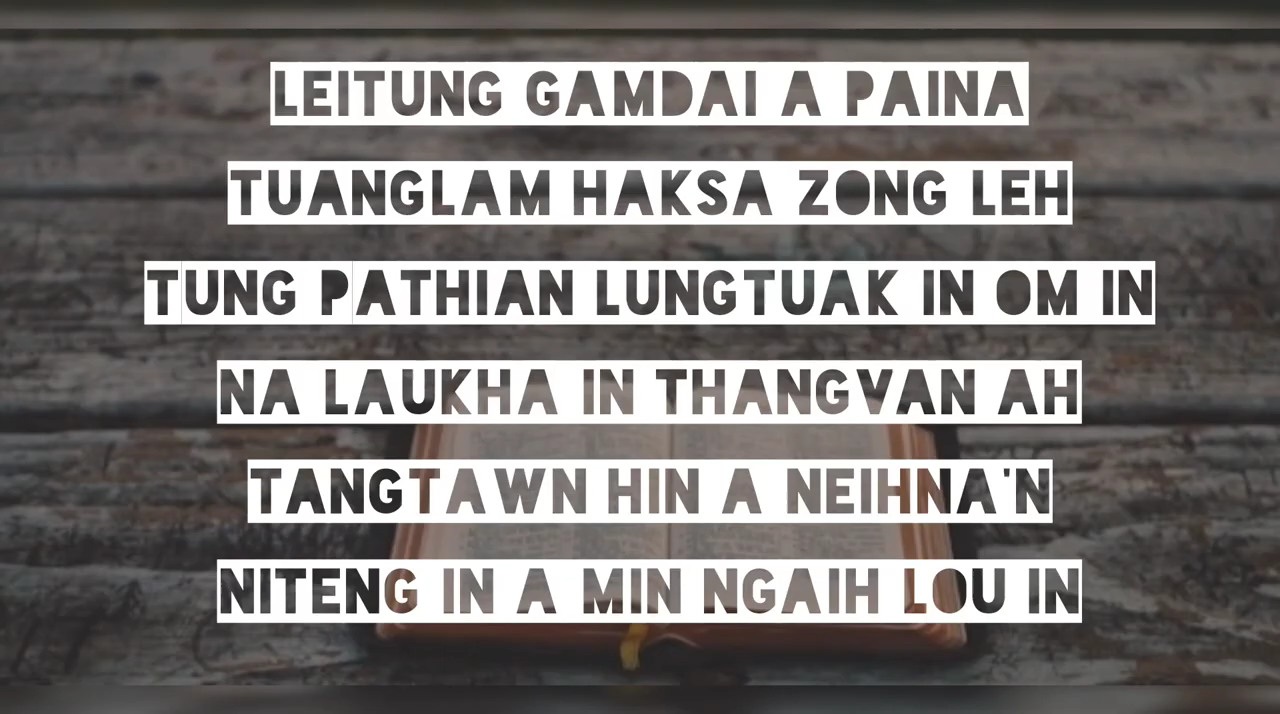 LEITUNG GAMDAI A PAINA
TUANGLAM HAKSA ZONG LEH
TUNG PATHIAN LUNGTUAK IN OM IN
NA LAUKHA IN THANGVAN AH
TANGTAWN HIN A NEIHNA'N
NITENG IN A MIN NGAIH LOU IN